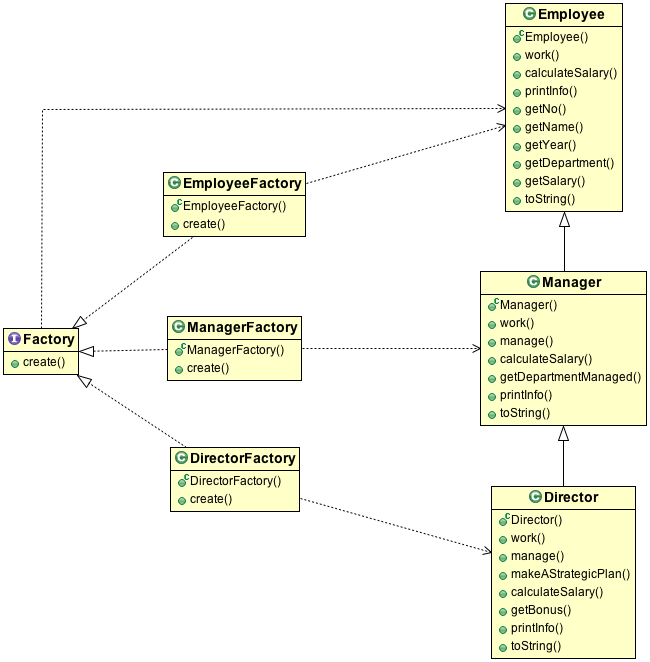 Employee
Employee()
work()
calculateSalary()
printInfo()
getNo()
getName()
getYear()
getDepartment()
getSalary()
toString()
EmployeeFactory
EmployeeFactory()
create()
Manager
Manager()
work()
manage()
calculateSalary()
getDepartmentManaged()
printInfo()
toString()
Factory
create()
ManagerFactory
ManagerFactory()
create()
DirectorFactory
DirectorFactory()
create()
Director
Director()
work()
manage()
makeAStrategicPlan()
calculateSalary()
getBonus()
printInfo()
toString()